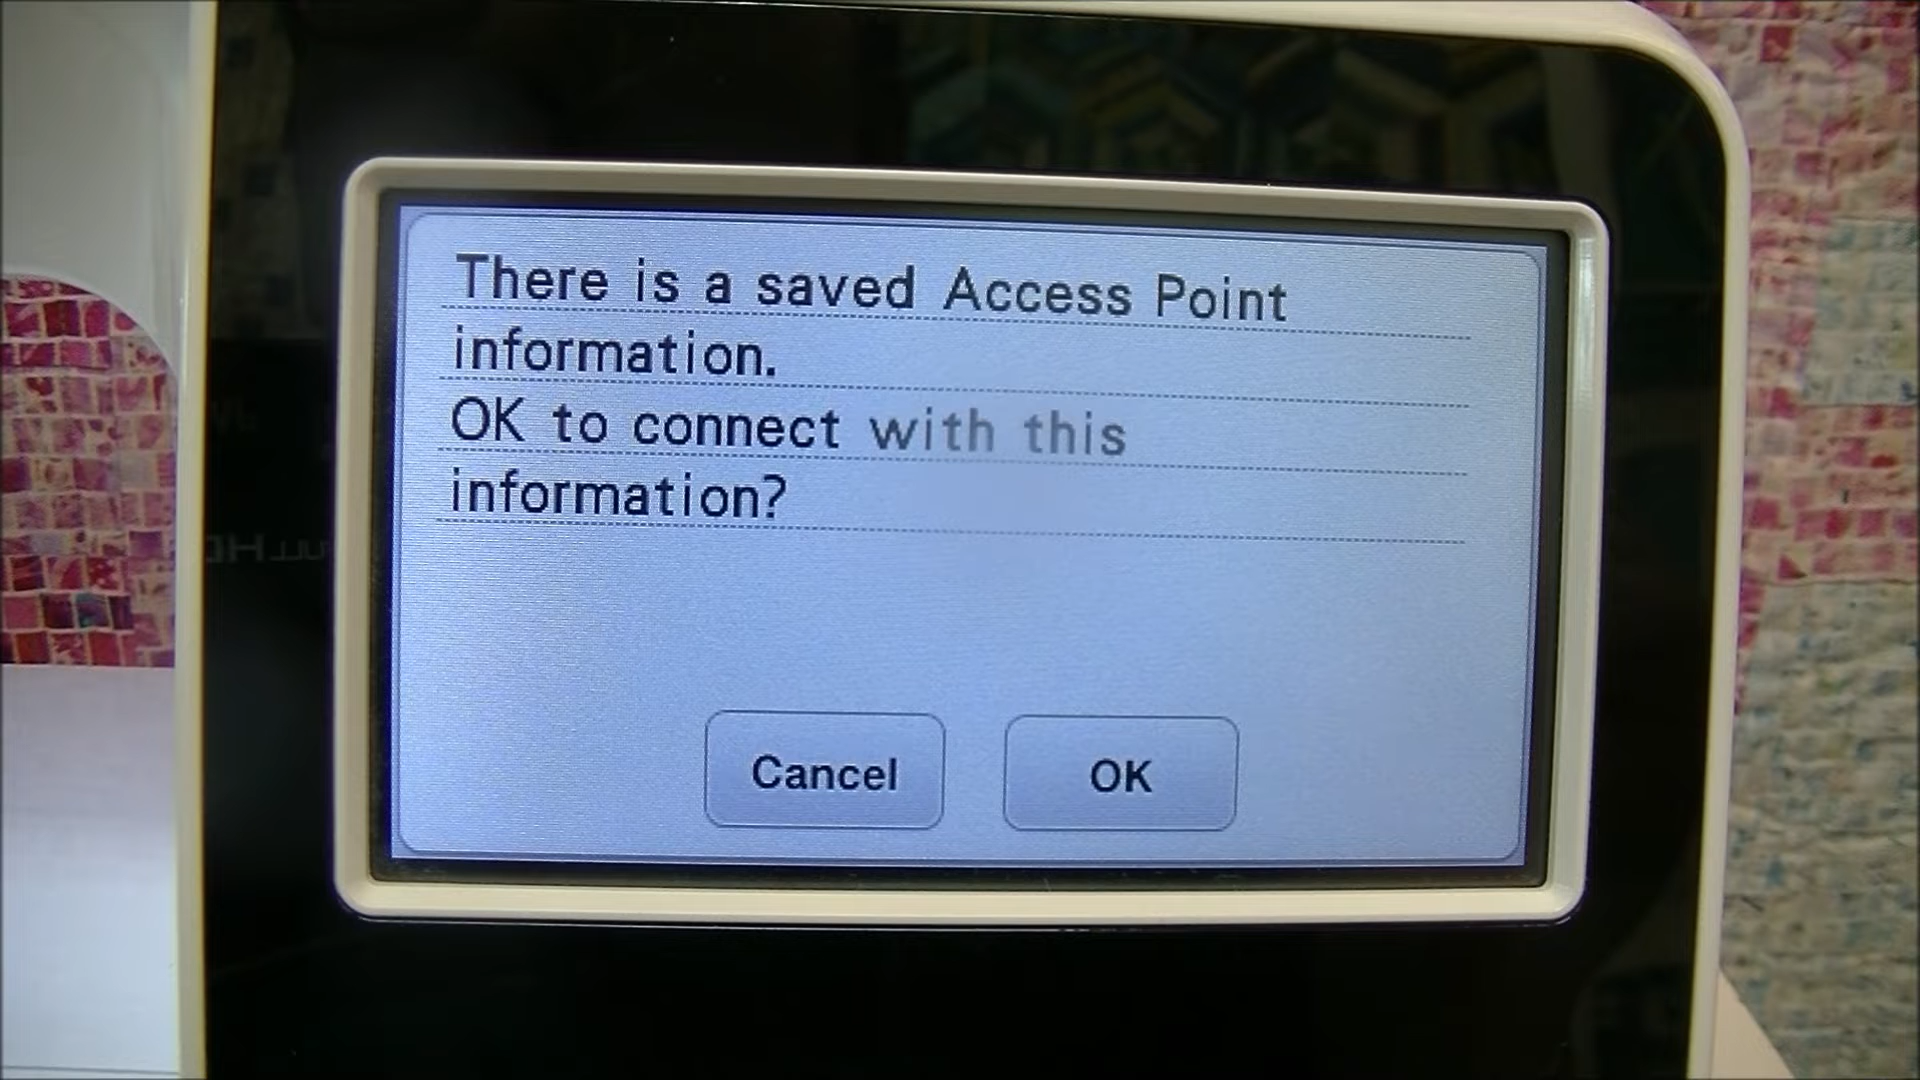 There is a saved Access Point
information.
OK to connect with this
information?
Cancel OK